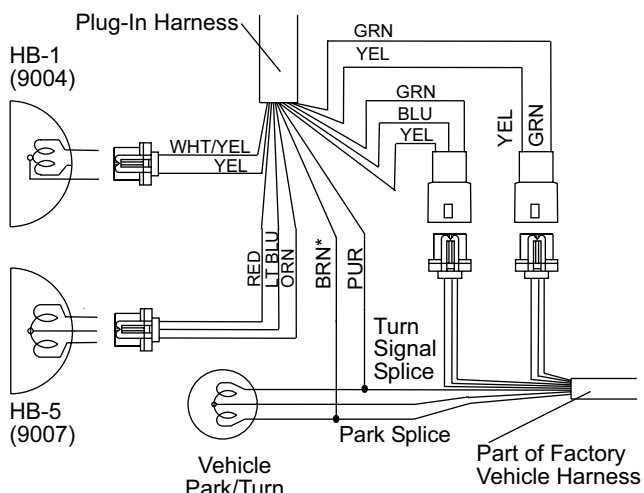 Plug-In Harness
HB-1
(9004)
GRN
YEL
GRN
BLU
YEL
YEL
GRN
WHT/YEL
YEL
RED
LT BLU
ORN
BRN*
PUR
Turn
Signal
Splice
HB-5
(9007)
Park Splice
Vehicle
Park/Turn
Part of Factory
Vehicle Harness